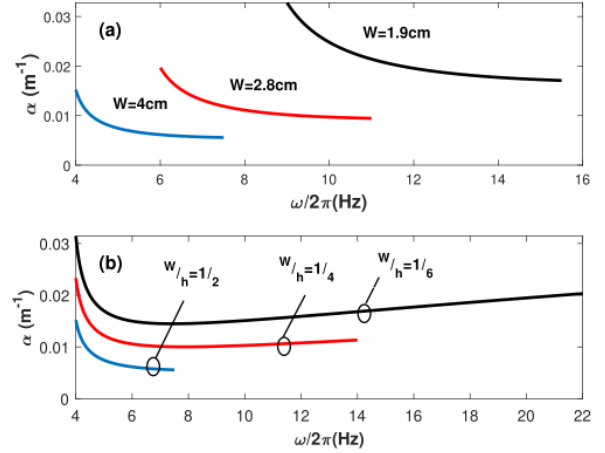 (a)
W=1.9cm
W=2.8cm
W=4cm
α (m⁻¹)
0.03
0.02
0.01
0
4 6 8 10 12 14 16
ω/2π(Hz)
(b)
W/h=1/2
W/h=1/4
W/h=1/6
α (m⁻¹)
0.03
0.02
0.01
0
4 6 8 10 12 14 16 18 20 22
ω/2π(Hz)